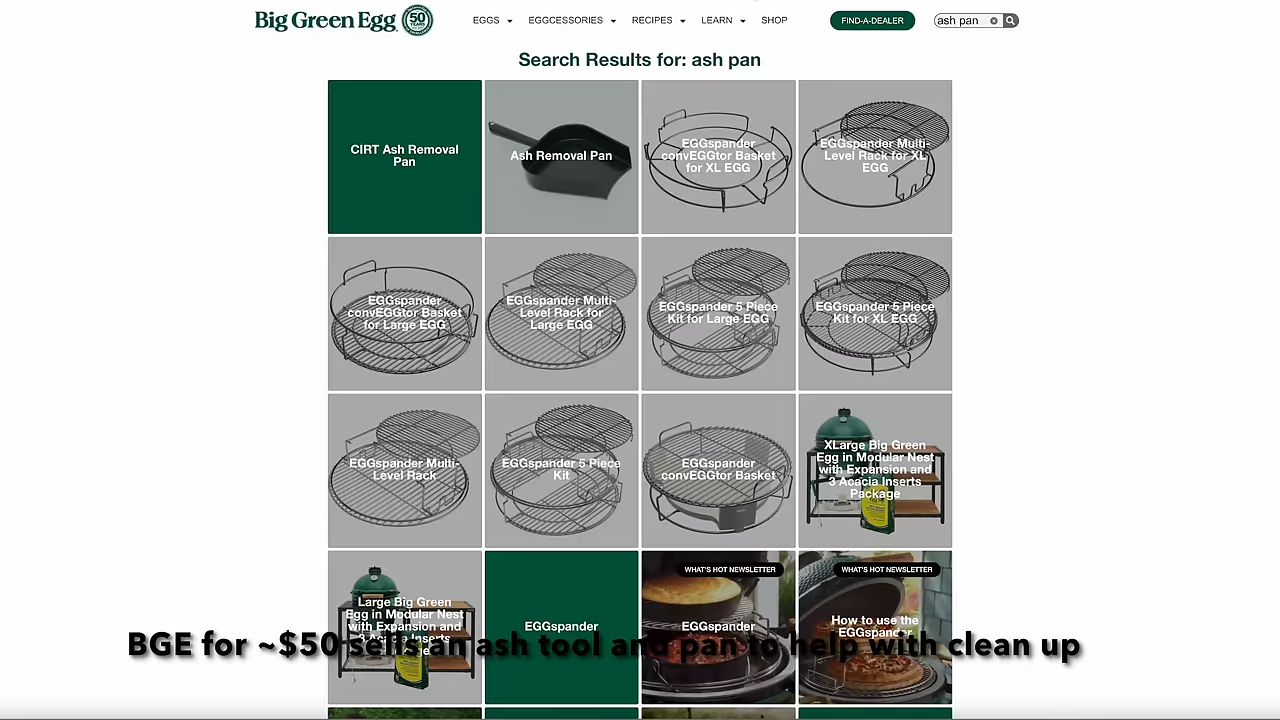 Big Green Egg 50 YEARS
EGGS EGGCESSORIES RECIPES LEARN SHOP FIND-A-DEALER ash pan
Search Results for: ash pan
CIRT Ash Removal
Pan
Ash Removal Pan
EGGspander
convEGGtor Basket
for XL EGG
EGGspander Multi-
Level Rack for XL
EGG
EGGspander
convEGGtor Basket
for Large EGG
EGGspander Multi-
Level Rack for
Large EGG
EGGspander 5 Piece
Kit for Large EGG
EGGspander 5 Piece
Kit for XL EGG
EGGspander Multi-
Level Rack
EGGspander 5 Piece
Kit
EGGspander
convEGGtor Basket
XLarge Big Green
Egg in Modular Nest
with Expansion and
3 Acacia Inserts
Package
Large Big Green
Egg in Modular Nest
with Expansion and
3 Acacia Inserts
EGGspander
WHAT'S HOT NEWSLETTER
EGGspander
WHAT'S HOT NEWSLETTER
How to use the
EGGspander
BGE for ~$50 sells an ash tool and pan to help with clean up